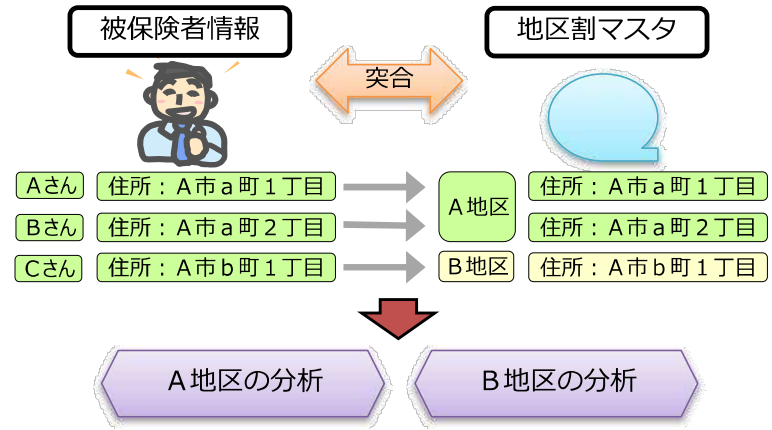 被保険者情報
地区割マスタ
突合
Aさん 住所：A市a町１丁目 A地区 住所：A市a町１丁目
Bさん 住所：A市a町２丁目 住所：A市a町２丁目
Cさん 住所：A市b町１丁目 B地区 住所：A市b町１丁目
A地区の分析
B地区の分析